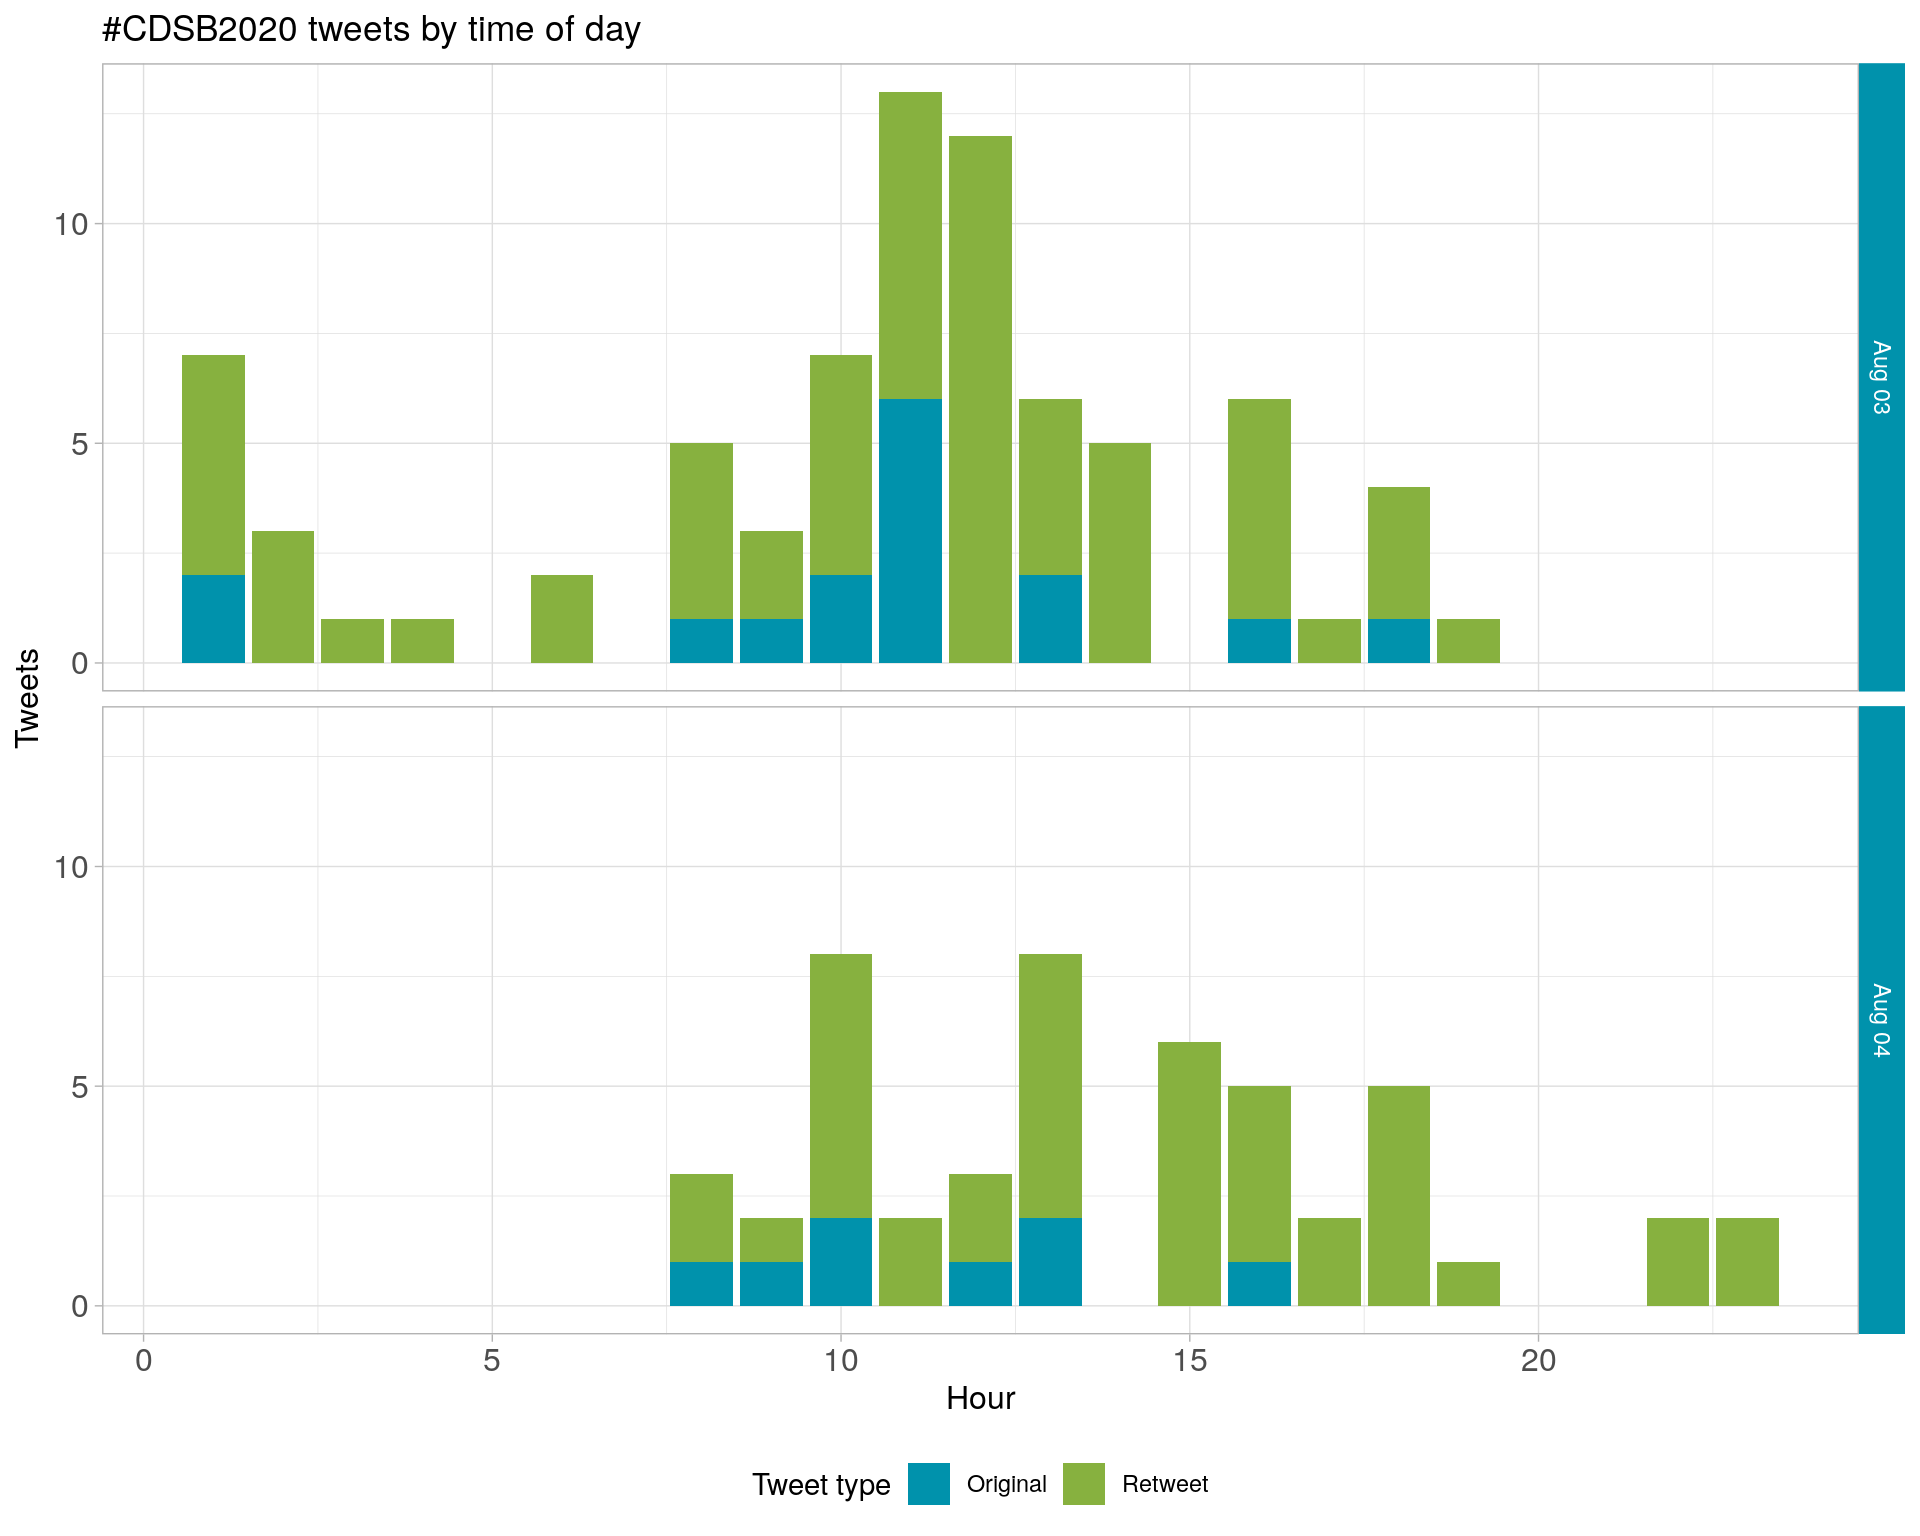 #CDSB2020 tweets by time of day
Tweets
10
5
0
Aug 03
10
5
0
Aug 04
0 5 10 15 20
Hour
Tweet type Original Retweet